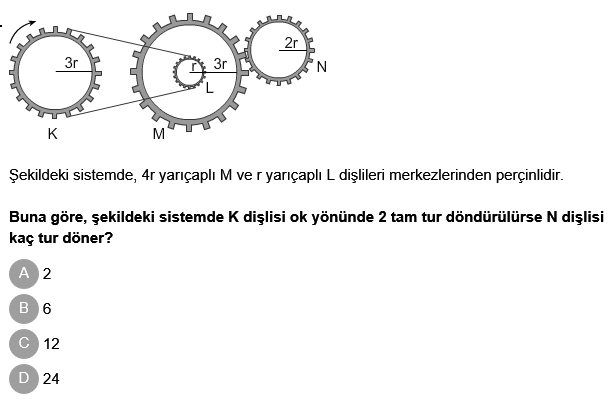 3r
r
3r
2r
N
L
K
M
Şekildeki sistemde, 4r yarıçaplı M ve r yarıçaplı L dişlileri merkezlerinden perçinlidir.
Buna göre, şekildeki sistemde K dişlisi ok yönünde 2 tam tur döndürülürse N dişlisi
kaç tur döner?
A 2
B 6
C 12
D 24